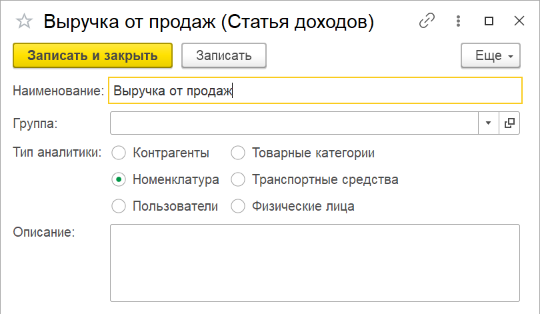 Выручка от продаж (Статья доходов)
Записать и закрыть Записать Еще
Наименование: Выручка от продаж
Группа:
Тип аналитики: Контрагенты Товарные категории
Номенклатура Транспортные средства
Пользователи Физические лица
Описание: